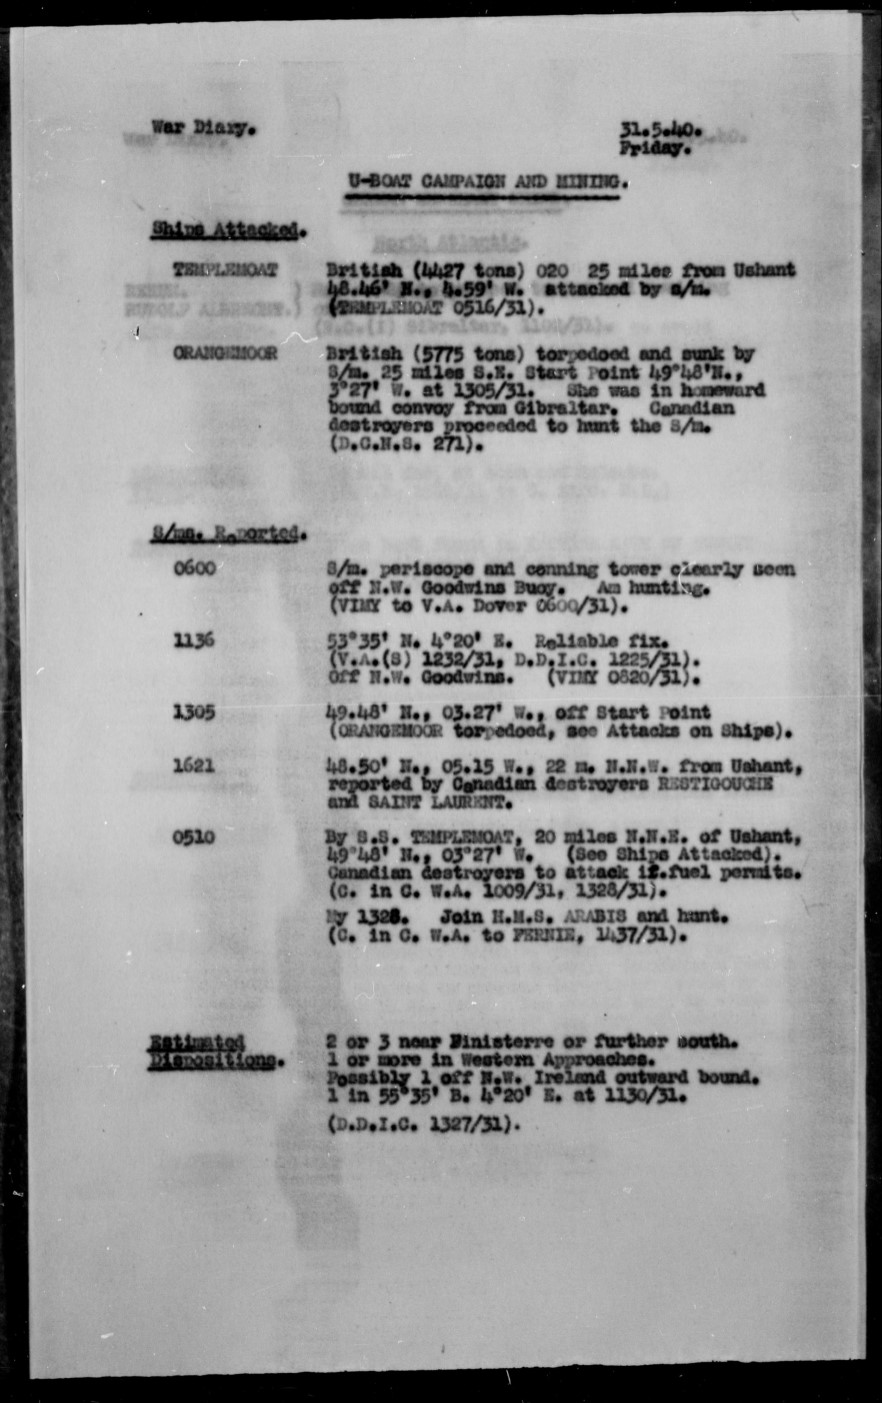 War Diary.
31.5.40.
Friday.
U-BOAT CAMPAIGN AND MINING.
Ships Attacked.
TEMPLEMOAT British (4427 tons) 020 25 miles from Ushant
48.46' N., 4.59' W. attacked by s/m.
(TEMPLEMOAT 0516/31).
ORANGEMOOR British (5775 tons) torpedoed and sunk by
S/m. 25 miles S.E. Start Point 49°48'N.,
3°27' W. at 1305/31. She was in homeward
bound convoy from Gibraltar. Canadian
destroyers proceeded to hunt the S/m.
(D.C.N.S. 271).
S/ms. Reported.
0600 S/m. periscope and conning tower clearly seen
off N.W. Goodwins Buoy. Am hunting.
(VIMY to V.A. Dover 0600/31).
1136 53°35' N. 4°20' E. Reliable fix.
(V.A.(S) 1232/31, D.D.I.C. 1225/31).
Off N.W. Goodwins. (VIMY 0820/31).
1305 49.48' N., 03.27' W., off Start Point
(ORANGEMOOR torpedoed, see Attacks on Ships).
1621 48.50' N., 05.15 W., 22 m. N.N.W. from Ushant,
reported by Canadian destroyers RESTIGOUCHE
and SAINT LAURENT.
0510 By S.S. TEMPLEMOAT, 20 miles N.N.E. of Ushant,
49°48' N., 03°27' W. (See Ships Attacked).
Canadian destroyers to attack if fuel permits.
(C. in C. W.A. 1009/31, 1328/31).
My 1328. Join H.M.S. ARABIS and hunt.
(C. in C. W.A. to FERNIE, 1437/31).
Estimated 2 or 3 near Finisterre or further south.
Dispositions. 1 or more in Western Approaches.
Possibly 1 off N.W. Ireland outward bound.
1 in 55°35' B. 4°20' E. at 1130/31.
(D.D.I.C. 1327/31).